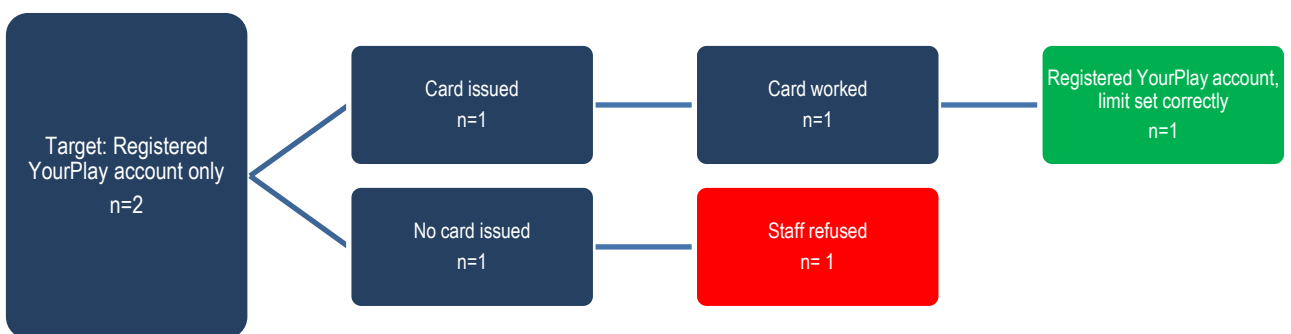 Target: Registered
YourPlay account only
n=2
Card issued
n=1
Card worked
n=1
Registered YourPlay account,
limit set correctly
n=1
No card issued
n=1
Staff refused
n= 1